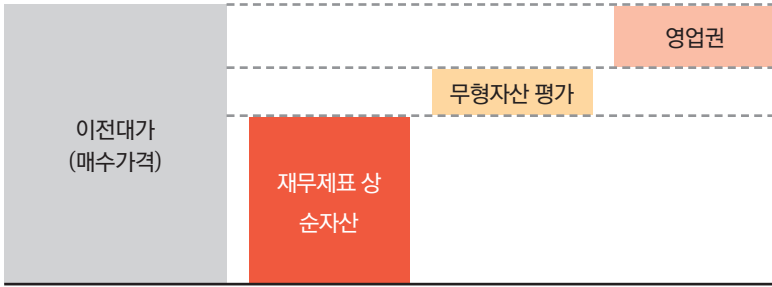 영업권
무형자산 평가
이전대가
(매수가격)
재무제표 상
순자산